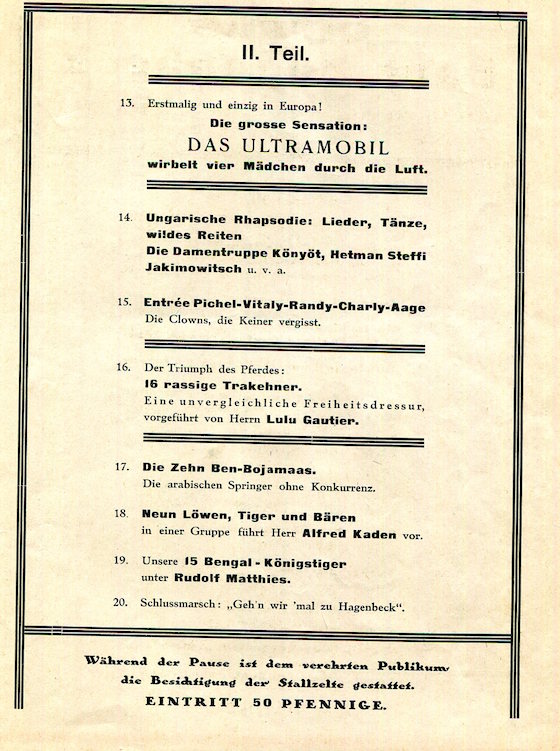 II. Teil.
13. Erstmalig und einzig in Europa!
Die grosse Sensation:
DAS ULTRAMOBIL
wirbelt vier Mädchen durch die Luft.
14. Ungarische Rhapsodie: Lieder, Tänze,
wildes Reiten
Die Damentruppe Könyöt, Hetman Steffi
Jakimowitsch u. v. a.
15. Entrée Pichel-Vitaly-Randy-Charly-Aage
Die Clowns, die Keiner vergisst.
16. Der Triumph des Pferdes:
16 rassige Trakehner.
Eine unvergleichliche Freiheitsdressur,
vorgeführt von Herrn Lulu Gautier.
17. Die Zehn Ben-Bojamaas.
Die arabischen Springer ohne Konkurrenz.
18. Neun Löwen, Tiger und Bären
in einer Gruppe führt Herr Alfred Kaden vor.
19. Unsere 15 Bengal-Königstiger
unter Rudolf Matthies.
20. Schlussmarsch: „Geh'n wir 'mal zu Hagenbeck“.
Während der Pause ist dem verehrten Publikum
die Besichtigung der Stallzelte gestattet.
EINTRITT 50 PFENNIGE.